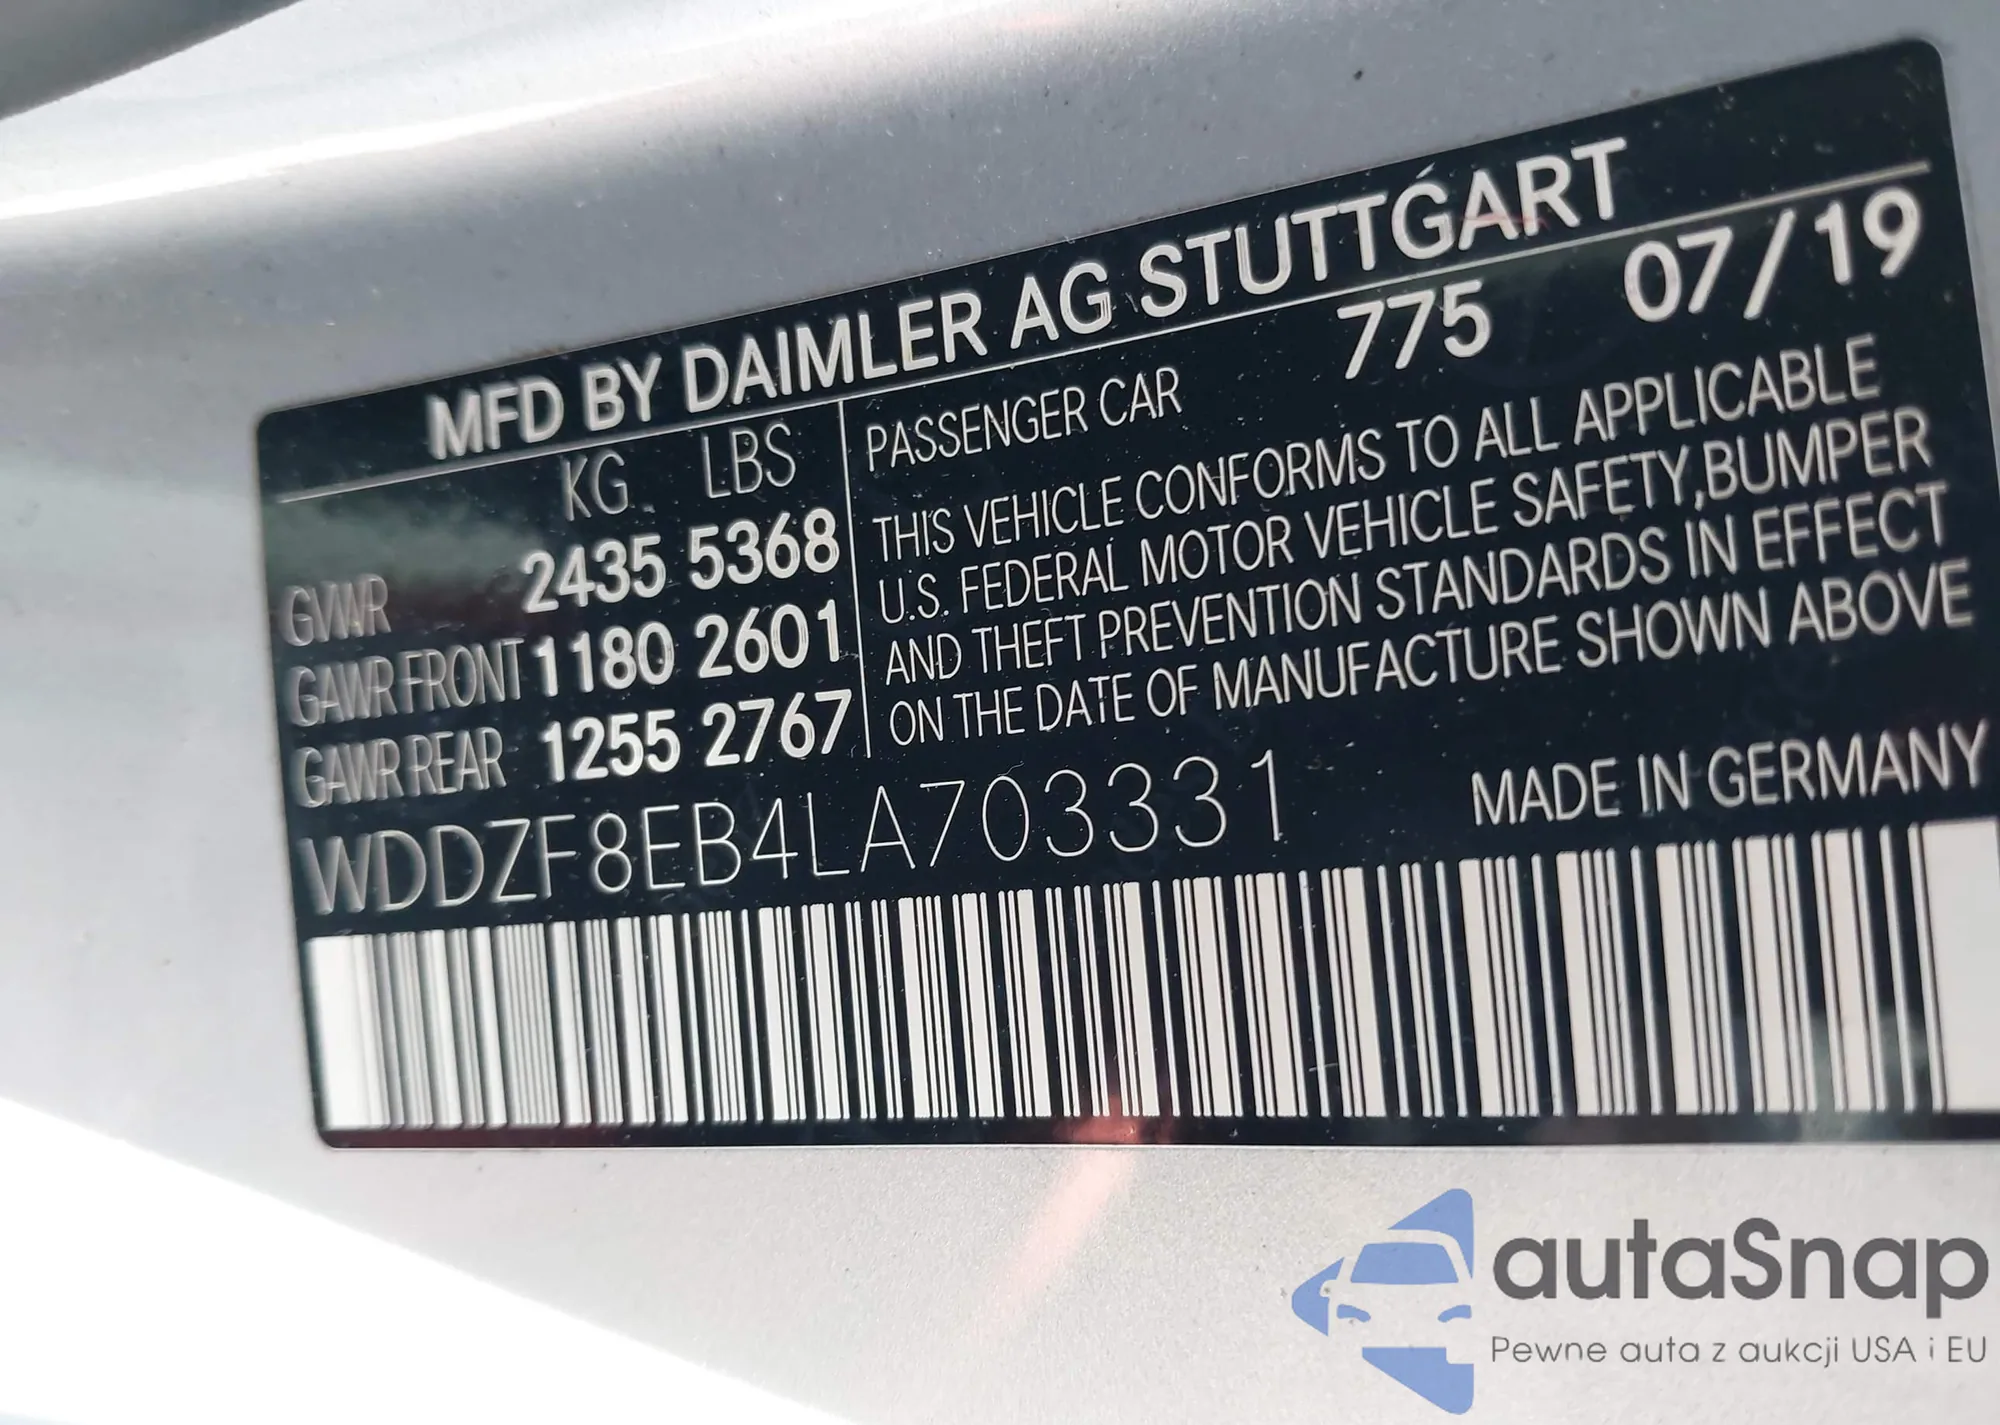 MFD BY DAIMLER AG STUTTGART
KG LBS
GVWR 2435 5368
GAWR FRONT 1180 2601
GAWR REAR 1255 2767
PASSENGER CAR 775 07/19
THIS VEHICLE CONFORMS TO ALL APPLICABLE
U.S. FEDERAL MOTOR VEHICLE SAFETY,BUMPER
AND THEFT PREVENTION STANDARDS IN EFFECT
ON THE DATE OF MANUFACTURE SHOWN ABOVE
WDDZF8EB4LA703331
MADE IN GERMANY
autaSnap
Pewne auta z aukcji USA i EU